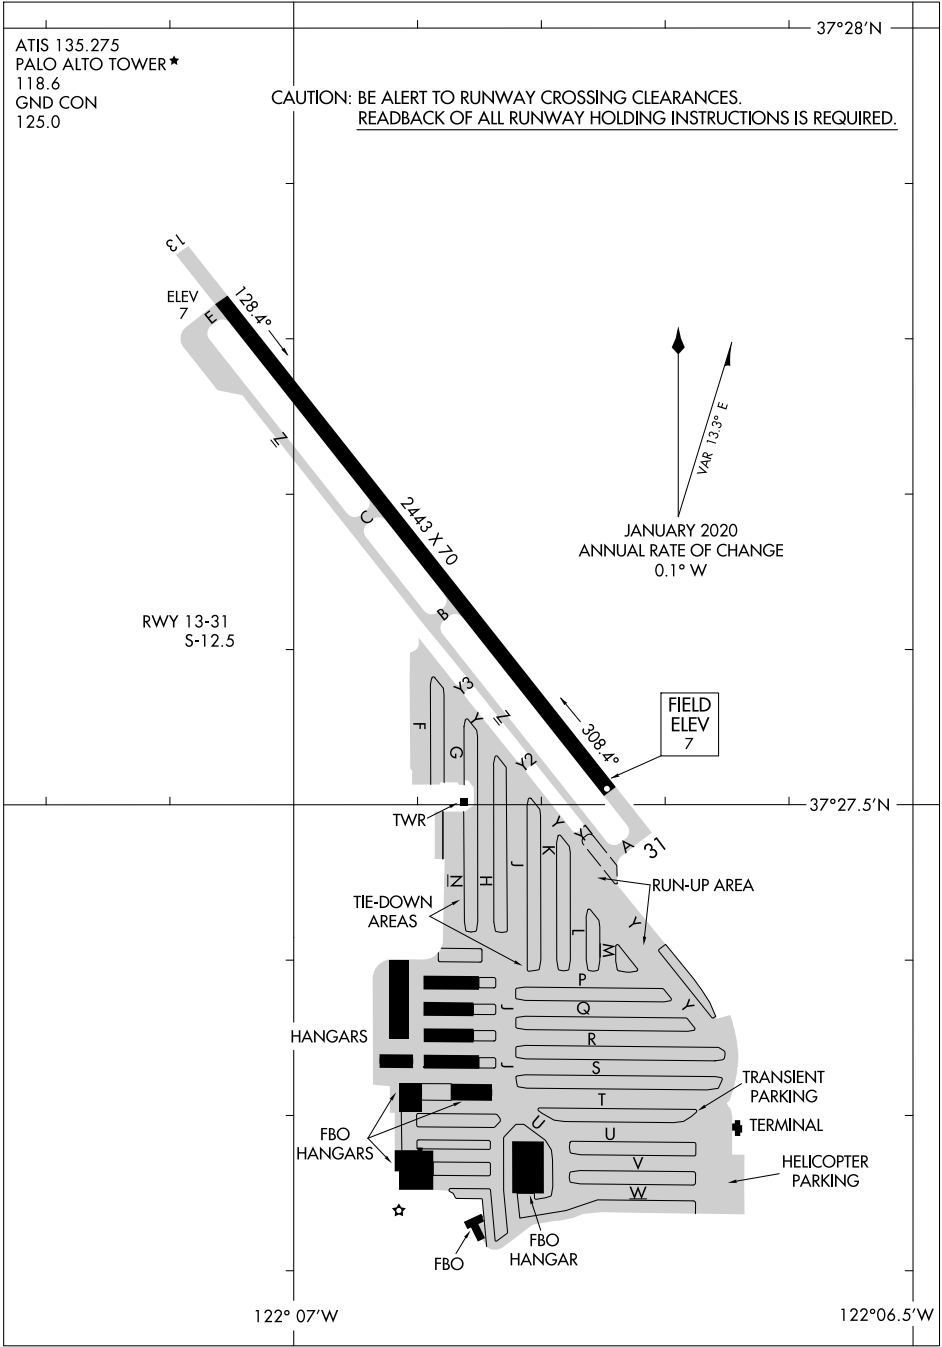 37°28'N
ATIS 135.275
PALO ALTO TOWER★
118.6
GND CON
125.0
CAUTION: BE ALERT TO RUNWAY CROSSING CLEARANCES.
READBACK OF ALL RUNWAY HOLDING INSTRUCTIONS IS REQUIRED.
13
ELEV
7
E
128.4°
VAR 13.3° E
Z
C
2443 X 70
JANUARY 2020
ANNUAL RATE OF CHANGE
0.1° W
RWY 13-31
S-12.5
B
Y3
Z
Y
F
G
Y2
308.4°
FIELD
ELEV
7
37°27.5'N
TWR
Y
Y1
A
31
K
J
H
N
RUN-UP AREA
TIE-DOWN
AREAS
L
M
Y
P
Y
J
Q
HANGARS
R
J
S
T
TRANSIENT
PARKING
TERMINAL
U
U
FBO
HANGARS
V
HELICOPTER
PARKING
W
FBO
HANGAR
FBO
122° 07'W
122°06.5'W